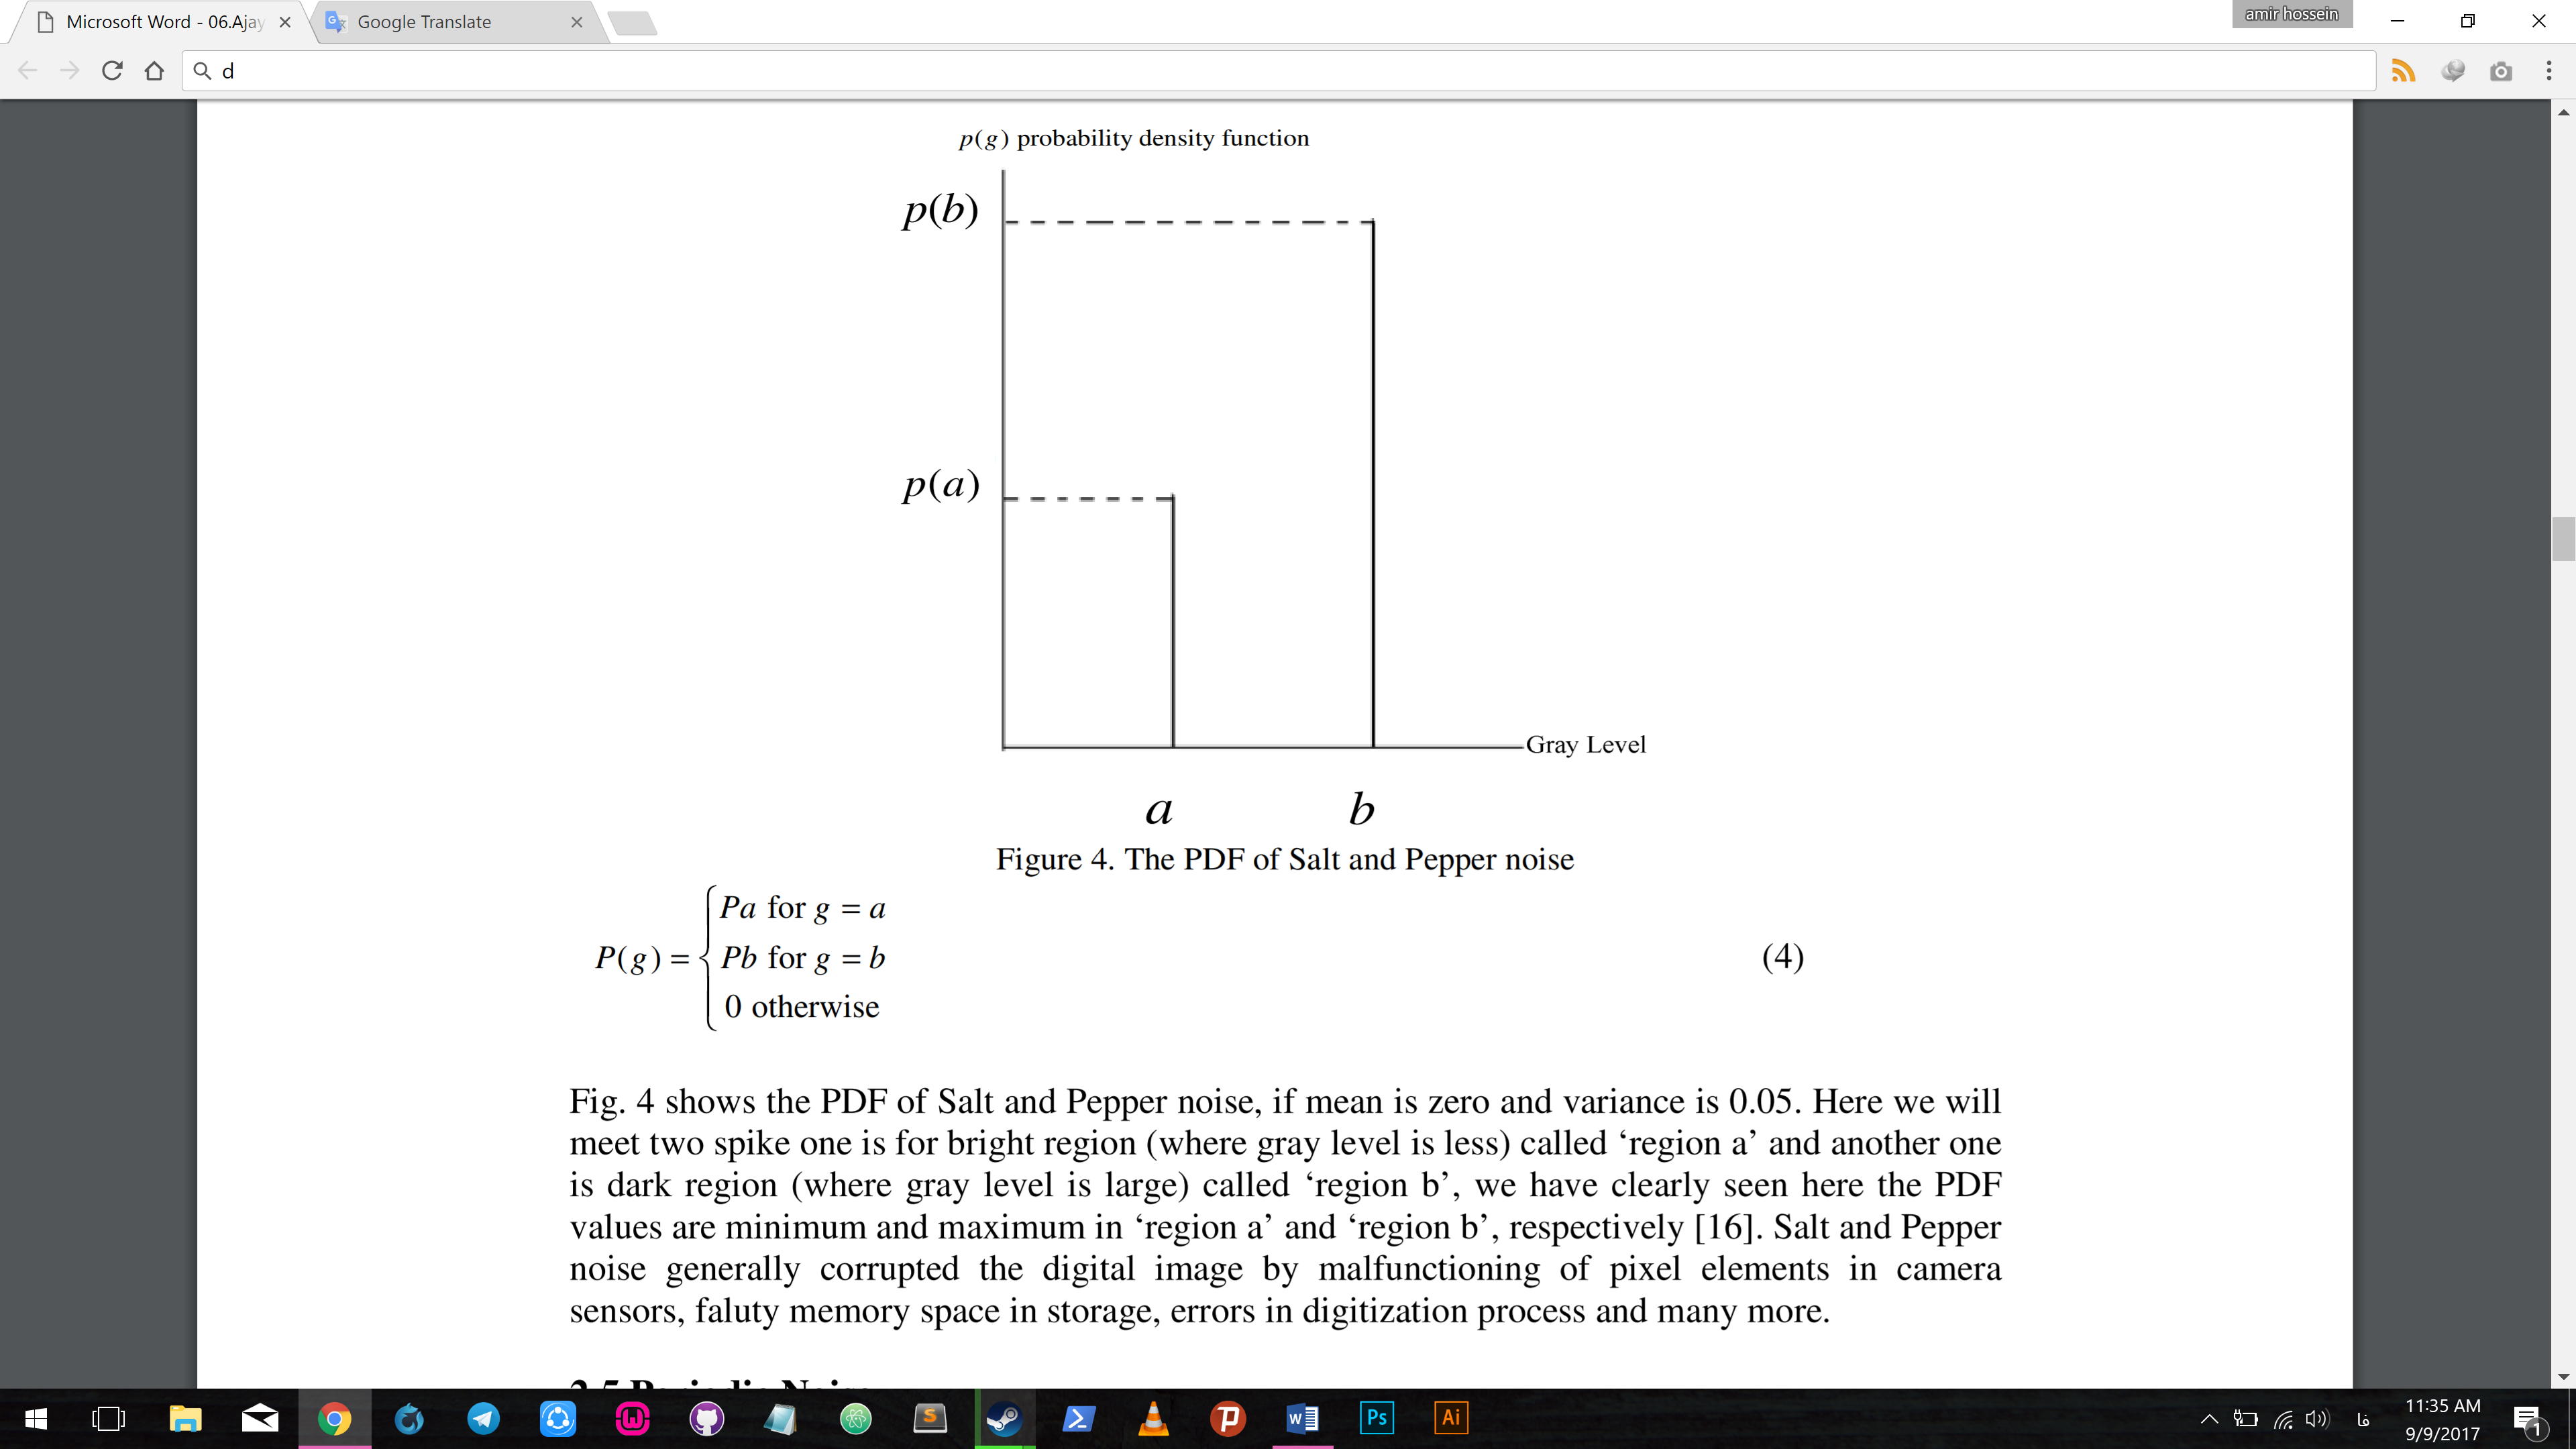 Microsoft Word - 06.Ajay
Google Translate
amir hossein
d
p(g) probability density function
p(b)
p(a)
Gray Level
a b
Figure 4. The PDF of Salt and Pepper noise
Pa for g = a
P(g) = Pb for g = b (4)
0 otherwise
Fig. 4 shows the PDF of Salt and Pepper noise, if mean is zero and variance is 0.05. Here we will
meet two spike one is for bright region (where gray level is less) called ‘region a’ and another one
is dark region (where gray level is large) called ‘region b’, we have clearly seen here the PDF
values are minimum and maximum in ‘region a’ and ‘region b’, respectively [16]. Salt and Pepper
noise generally corrupted the digital image by malfunctioning of pixel elements in camera
sensors, faluty memory space in storage, errors in digitization process and many more.
2.5 Periodic Noise
Ps
Ai
فا
11:35 AM
9/9/2017
1